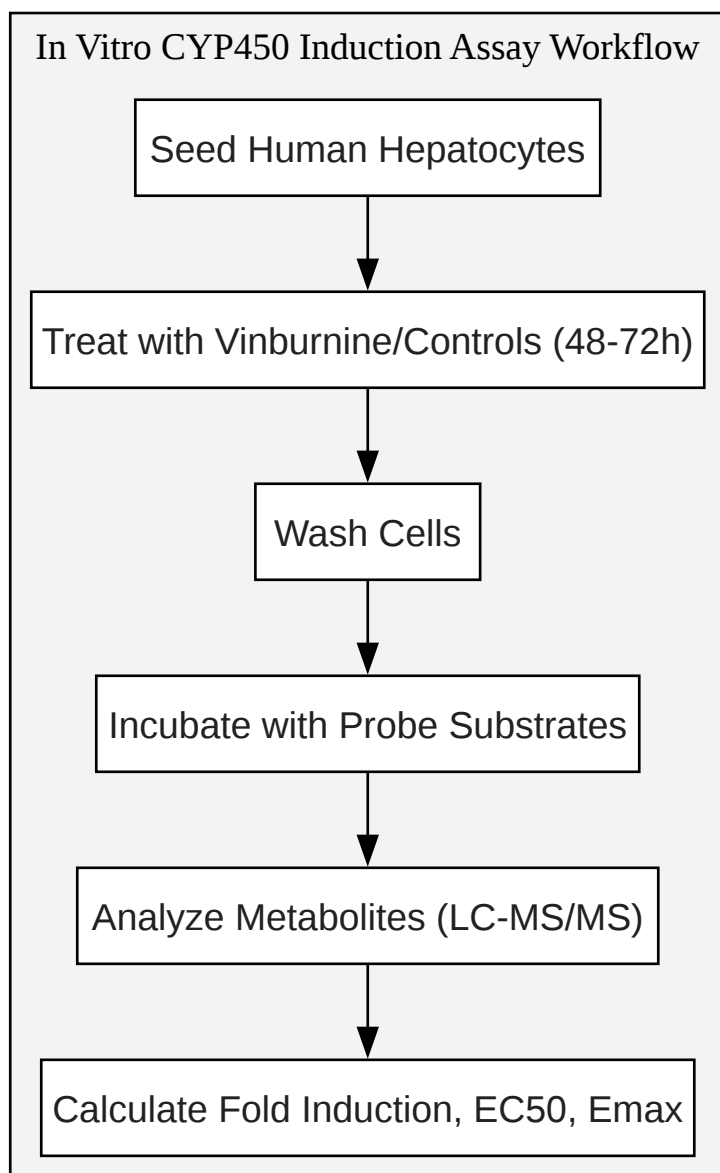 In Vitro CYP450 Induction Assay Workflow
Seed Human Hepatocytes
Treat with Vinburnine/Controls (48-72h)
Wash Cells
Incubate with Probe Substrates
Analyze Metabolites (LC-MS/MS)
Calculate Fold Induction, EC50, Emax